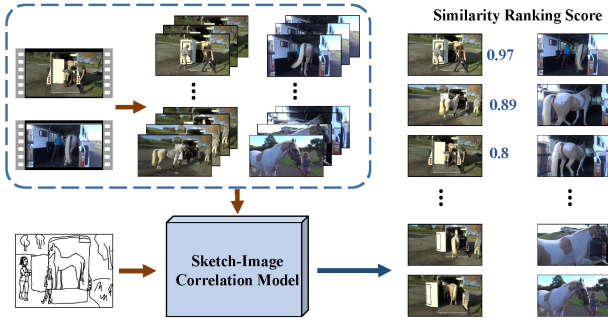 Similarity Ranking Score
0.97
0.89
0.8
Sketch-Image
Correlation Model